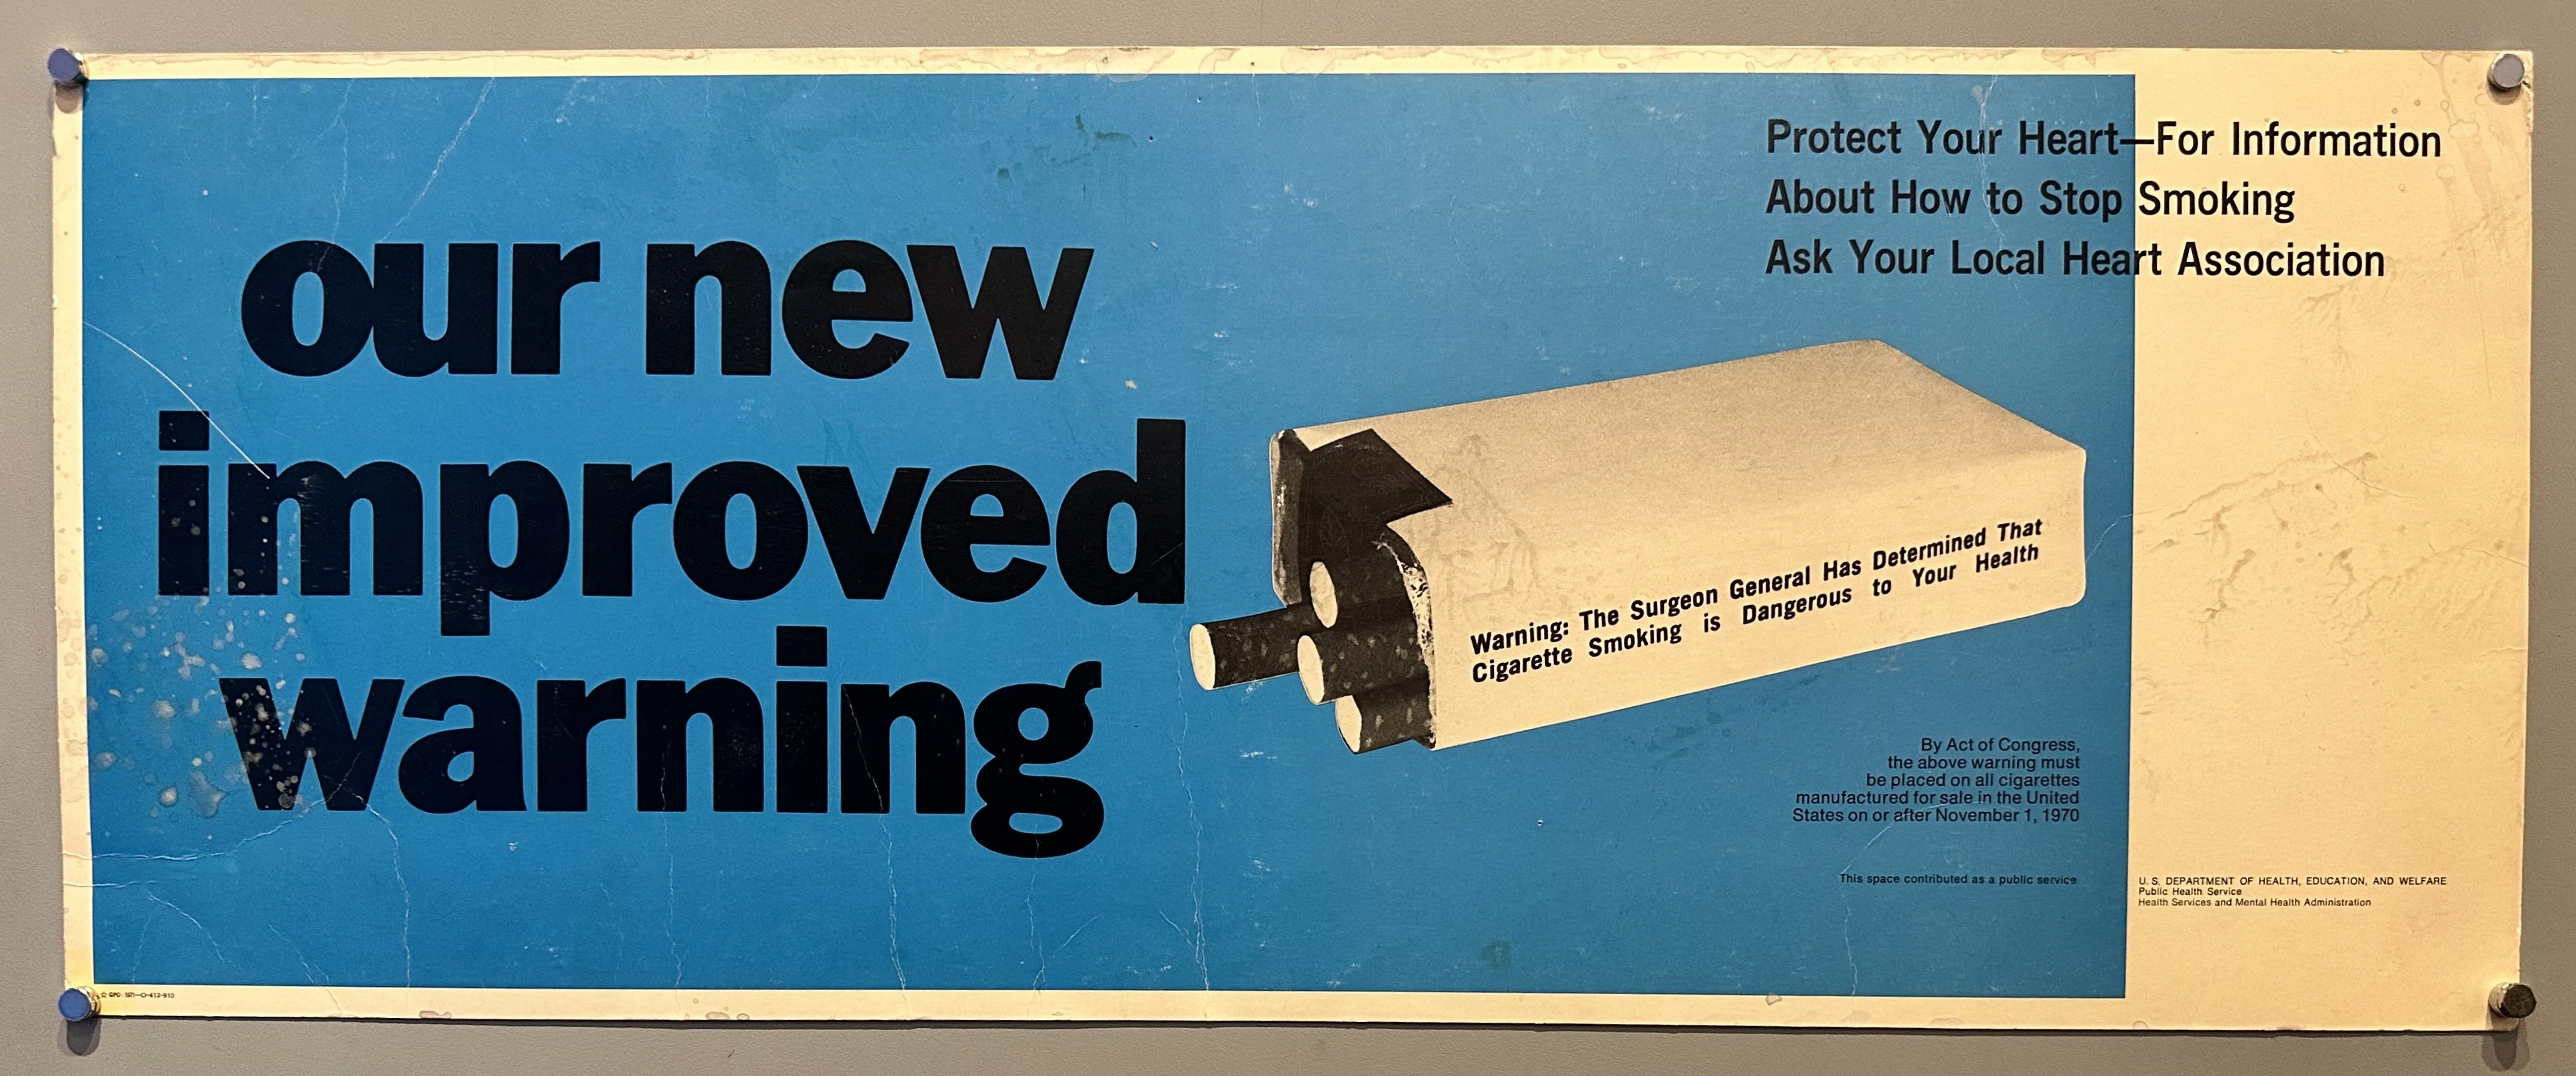 our new
improved
warning
Protect Your Heart—For Information
About How to Stop Smoking
Ask Your Local Heart Association
Warning: The Surgeon General Has Determined That
Cigarette Smoking is Dangerous to Your Health
By Act of Congress,
the above warning must
be placed on all cigarettes
manufactured for sale in the United
States on or after November 1, 1970
This space contributed as a public service
U. S. DEPARTMENT OF HEALTH, EDUCATION, AND WELFARE
Public Health Service
Health Services and Mental Health Administration
☆ GPO : 1971—O-412-910